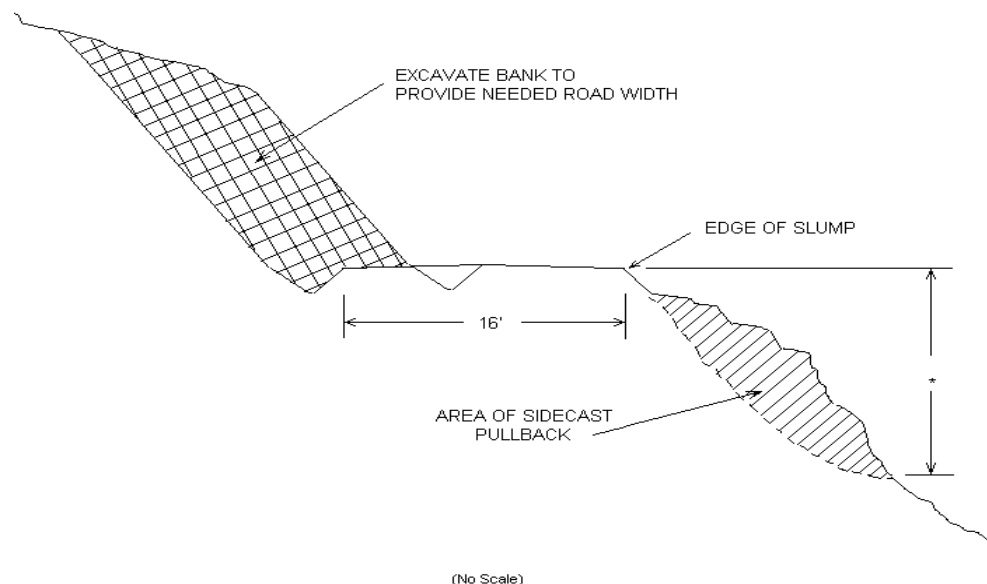 EXCAVATE BANK TO
PROVIDE NEEDED ROAD WIDTH
EDGE OF SLUMP
16'
*
AREA OF SIDECAST
PULLBACK
(No Scale)